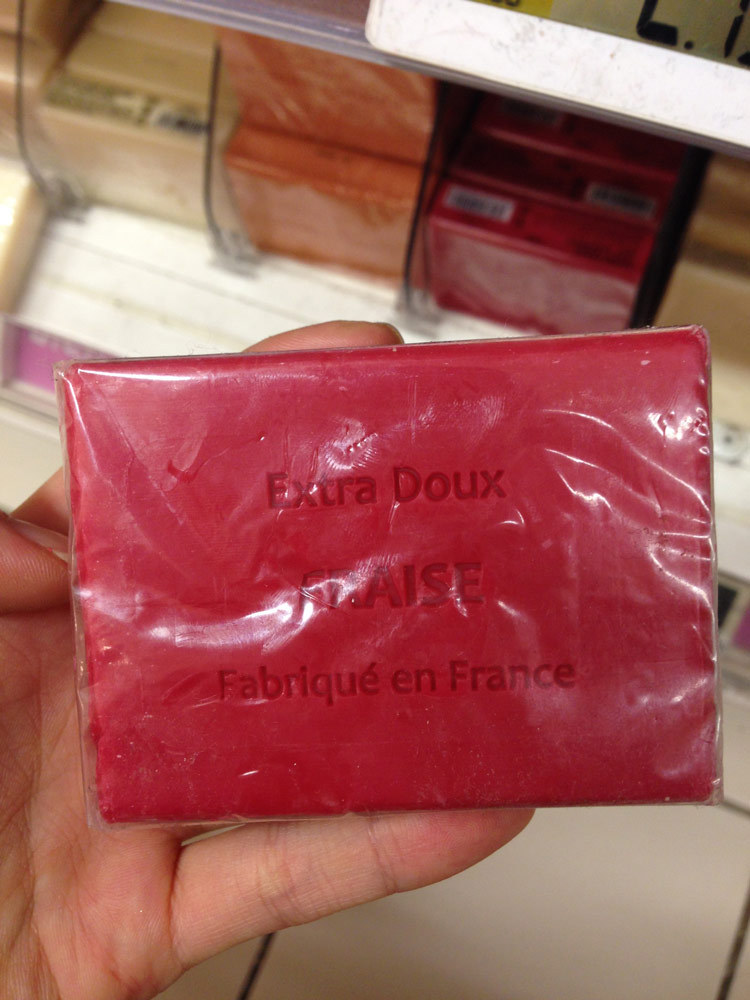 Extra Doux
FRAISE
Fabriqué en France